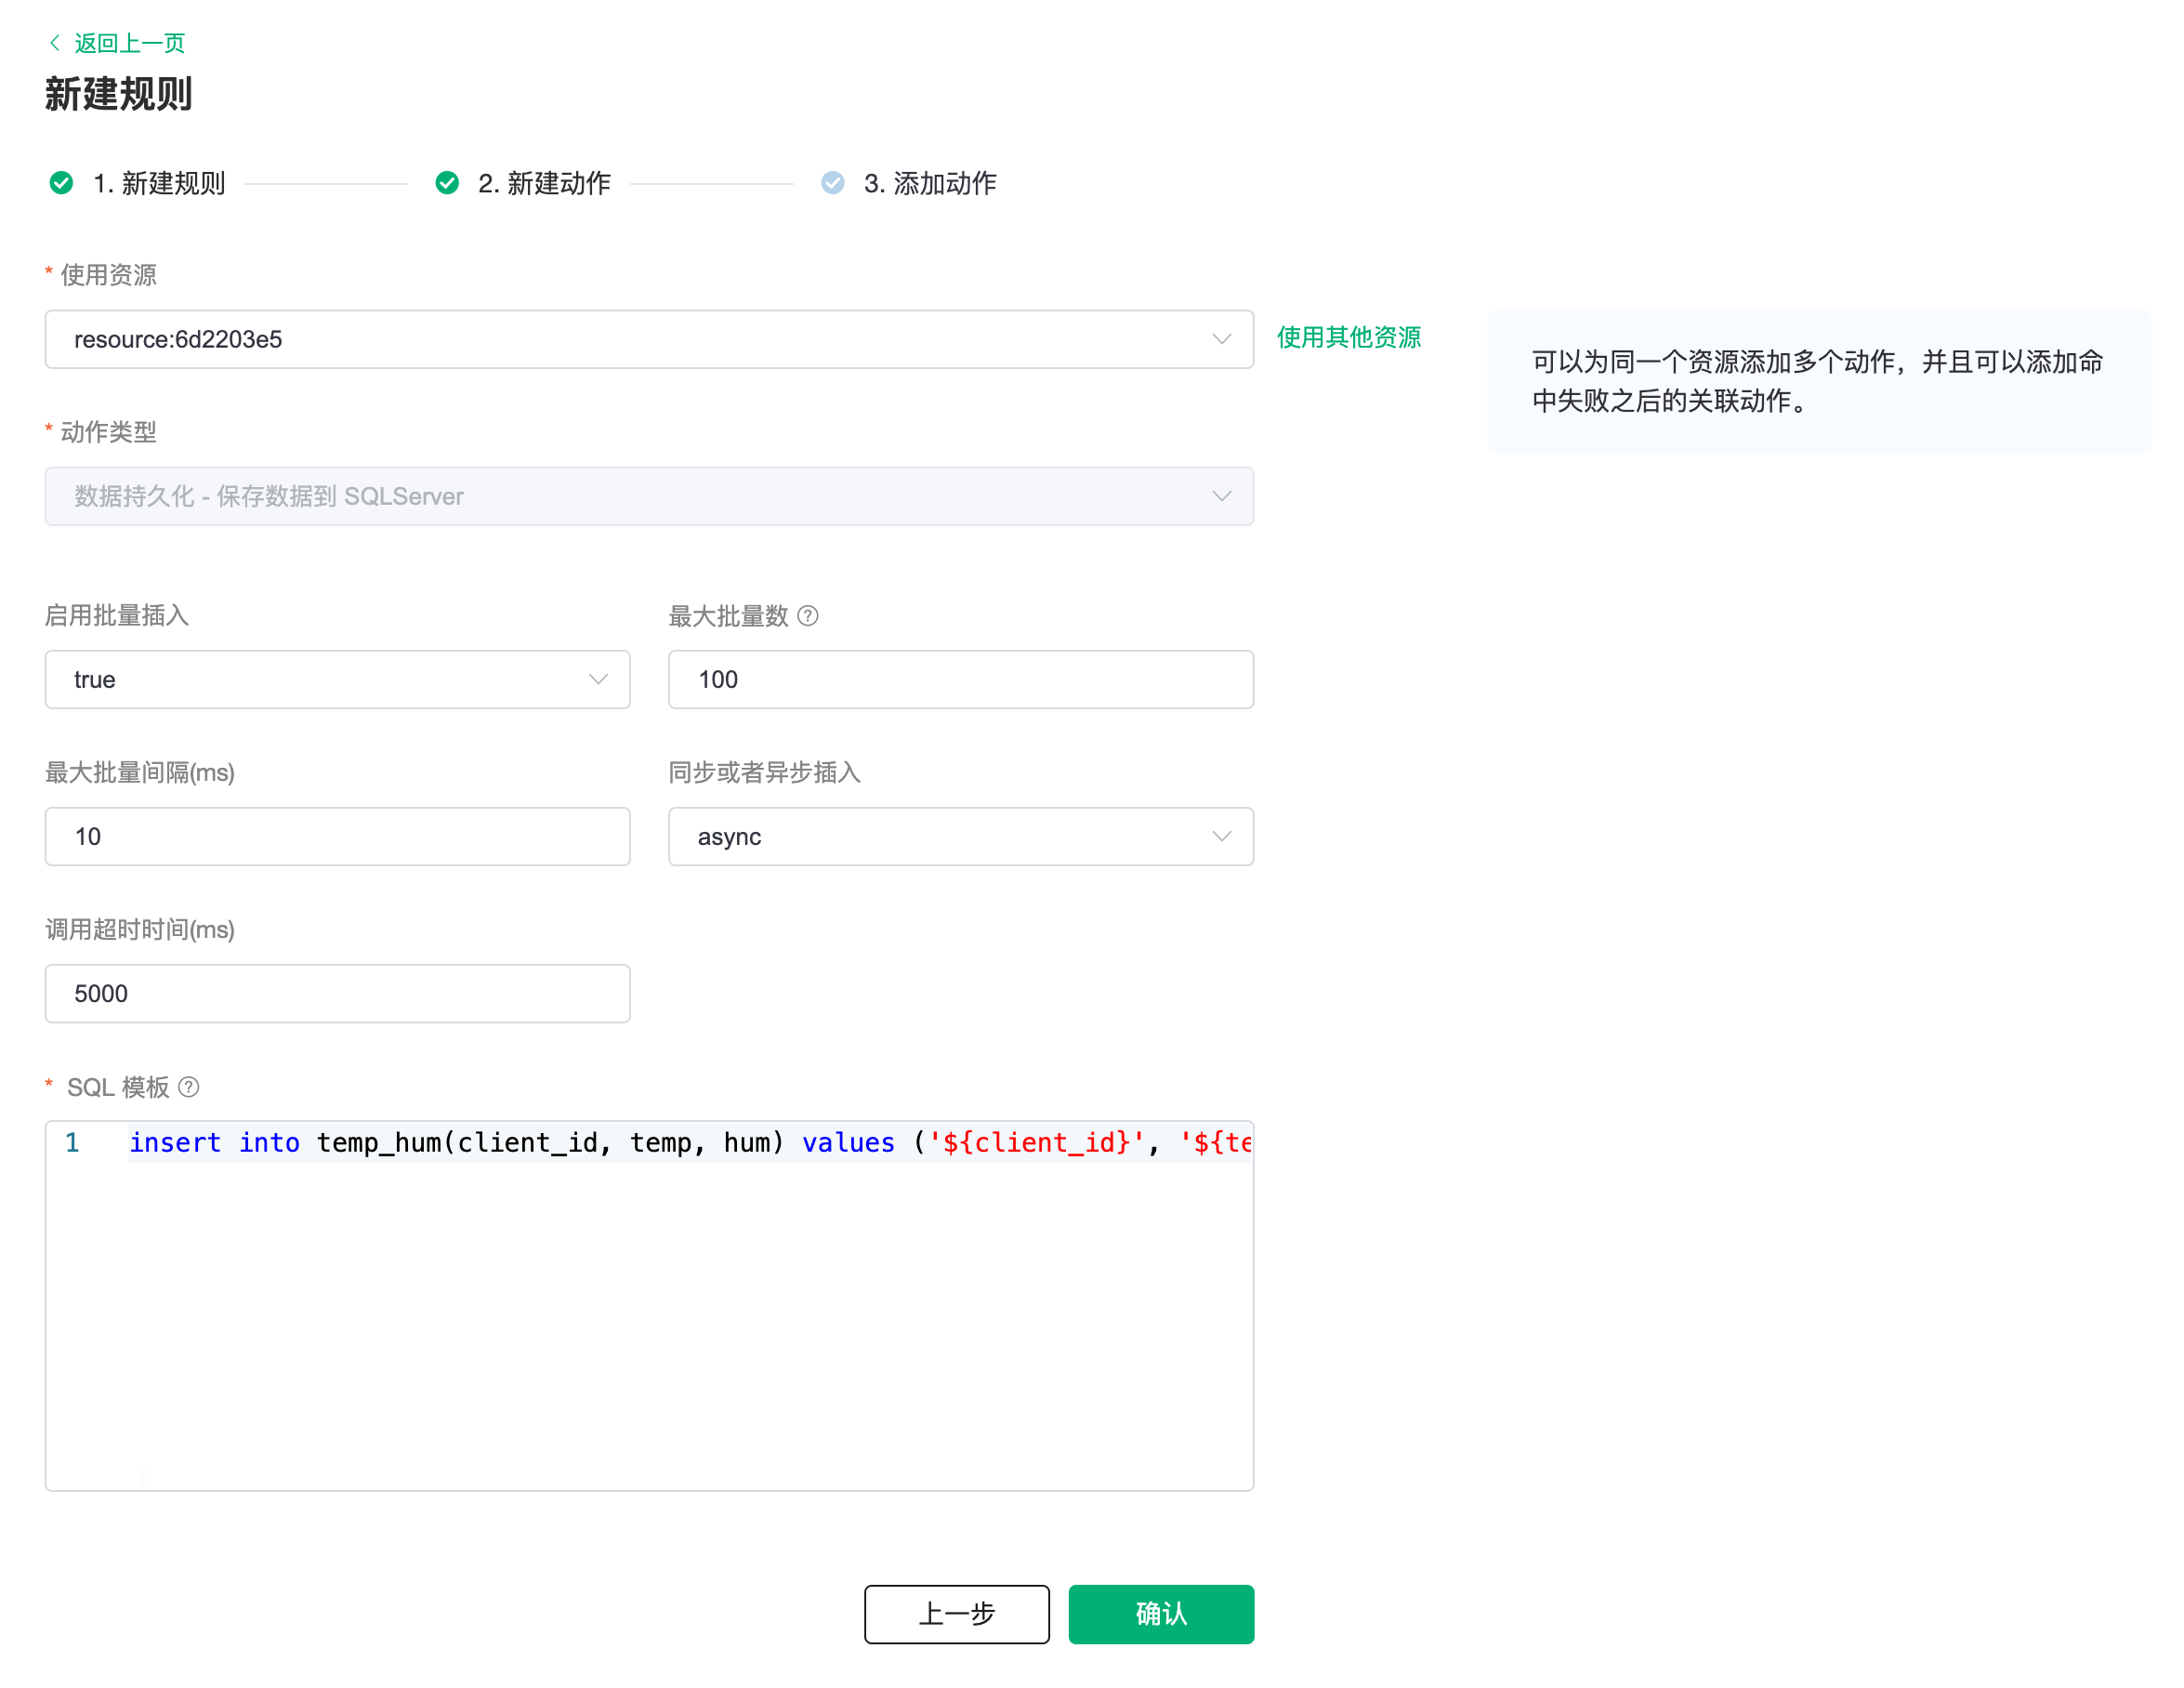 返回上一页
新建规则
1. 新建规则
2. 新建动作
3. 添加动作
* 使用资源
resource:6d2203e5
使用其他资源
可以为同一个资源添加多个动作，并且可以添加命
中失败之后的关联动作。
* 动作类型
数据持久化 - 保存数据到 SQLServer
启用批量插入
最大批量数 ?
true
100
最大批量间隔(ms)
同步或者异步插入
10
async
调用超时时间(ms)
5000
* SQL 模板 ?
1 insert into temp_hum(client_id, temp, hum) values ('${client_id}', '${te
上一步
确认